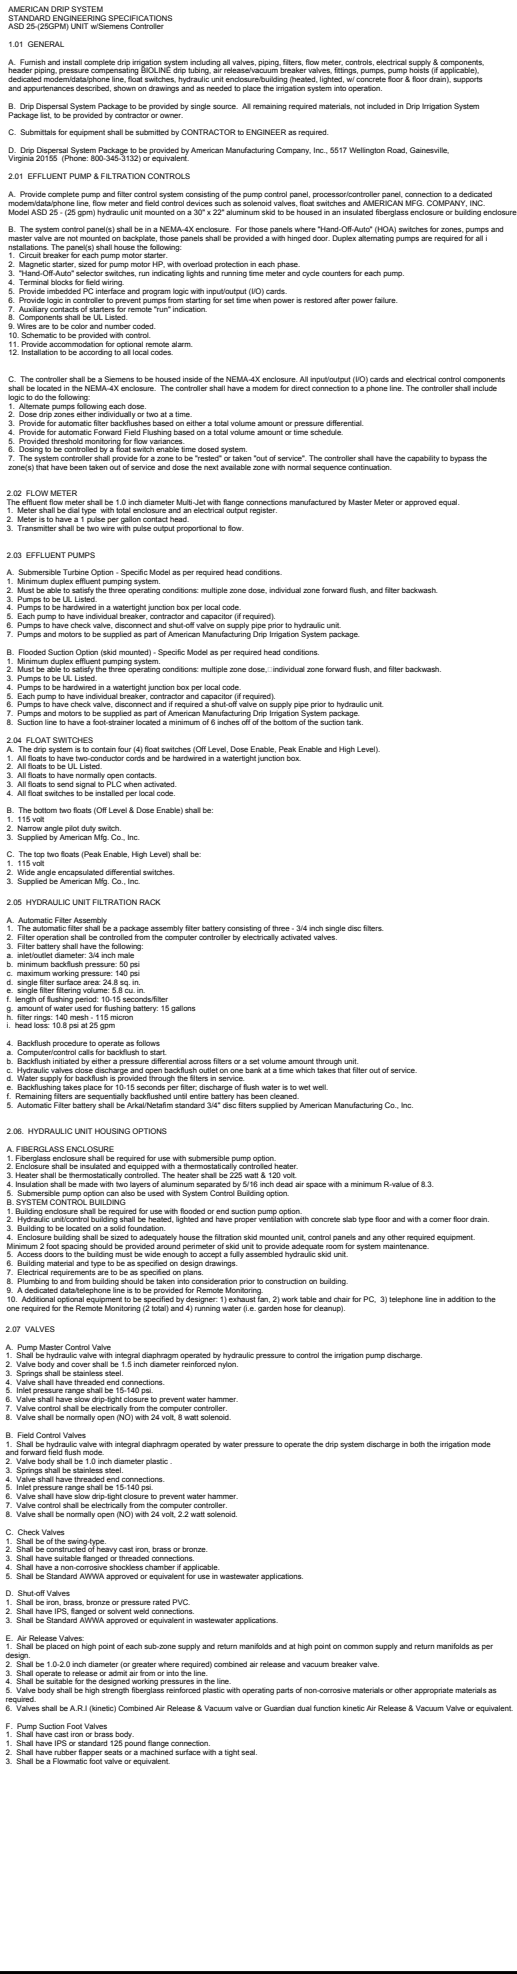 AMERICAN DRIP SYSTEM
STANDARD ENGINEERING SPECIFICATIONS
ASD 25-(25GPM) UNIT w/Siemens Controller
1.01 GENERAL
A. Furnish and install complete drip irrigation system including all valves, piping, filters, flow meter, controls, electrical supply & components,
header piping, pressure compensating BIOLINE drip tubing, air release/vacuum breaker valves, fittings, pumps, pump hoists (if applicable),
dedicated modem/data/phone line, float switches, hydraulic unit enclosure/building (heated, lighted, w/ concrete floor & floor drain), supports
and appurtenances described, shown on drawings and as needed to place the irrigation system into operation.
B. Drip Dispersal System Package to be provided by single source. All remaining required materials, not included in Drip Irrigation System
Package list, to be provided by contractor or owner.
C. Submittals for equipment shall be submitted by CONTRACTOR to ENGINEER as required.
D. Drip Dispersal System Package to be provided by American Manufacturing Company, Inc., 5517 Wellington Road, Gainesville,
Virginia 20155 (Phone: 800-345-3132) or equivalent.
2.01 EFFLUENT PUMP & FILTRATION CONTROLS
A. Provide complete pump and filter control system consisting of the pump control panel, processor/controller panel, connection to a dedicated
modem/data/phone line, flow meter and field control devices such as solenoid valves, float switches and AMERICAN MFG. COMPANY, INC.
Model ASD 25 - (25 gpm) hydraulic unit mounted on a 30" x 22" aluminum skid to be housed in an insulated fiberglass enclosure or building enclosure
B. The system control panel(s) shall be in a NEMA-4X enclosure. For those panels where "Hand-Off-Auto" (HOA) switches for zones, pumps and
master valve are not mounted on backplate, those panels shall be provided a with hinged door. Duplex alternating pumps are required for all i
nstallations. The panel(s) shall house the following:
1. Circuit breaker for each pump motor starter.
2. Magnetic starter, sized for pump motor HP, with overload protection in each phase.
3. "Hand-Off-Auto" selector switches, run indicating lights and running time meter and cycle counters for each pump.
4. Terminal blocks for field wiring.
5. Provide imbedded PC interface and program logic with input/output (I/O) cards.
6. Provide logic in controller to prevent pumps from starting for set time when power is restored after power failure.
7. Auxiliary contacts of starters for remote "run" indication.
8. Components shall be UL Listed.
9. Wires are to be color and number coded.
10. Schematic to be provided with control.
11. Provide accommodation for optional remote alarm.
12. Installation to be according to all local codes.
C. The controller shall be a Siemens to be housed inside of the NEMA-4X enclosure. All input/output (I/O) cards and electrical control components
shall be located in the NEMA-4X enclosure. The controller shall have a modem for direct connection to a phone line. The controller shall include
logic to do the following:
1. Alternate pumps following each dose.
2. Dose drip zones either individually or two at a time.
3. Provide for automatic filter backflushes based on either a total volume amount or pressure differential.
4. Provide for automatic Forward Field Flushing based on a total volume amount or time schedule.
5. Provided threshold monitoring for flow variances.
6. Dosing to be controlled by a float switch enable time dosed system.
7. The system controller shall provide for a zone to be "rested" or taken "out of service". The controller shall have the capability to bypass the
zone(s) that have been taken out of service and dose the next available zone with normal sequence continuation.
2.02 FLOW METER
The effluent flow meter shall be 1.0 inch diameter Multi-Jet with flange connections manufactured by Master Meter or approved equal.
1. Meter shall be dial type with total enclosure and an electrical output register.
2. Meter is to have a 1 pulse per gallon contact head.
3. Transmitter shall be two wire with pulse output proportional to flow.
2.03 EFFLUENT PUMPS
A. Submersible Turbine Option - Specific Model as per required head conditions.
1. Minimum duplex effluent pumping system.
2. Must be able to satisfy the three operating conditions: multiple zone dose, individual zone forward flush, and filter backwash.
3. Pumps to be UL Listed.
4. Pumps to be hardwired in a watertight junction box per local code.
5. Each pump to have individual breaker, contractor and capacitor (if required).
6. Pumps to have check valve, disconnect and shut-off valve on supply pipe prior to hydraulic unit.
7. Pumps and motors to be supplied as part of American Manufacturing Drip Irrigation System package.
B. Flooded Suction Option (skid mounted) - Specific Model as per required head conditions.
1. Minimum duplex effluent pumping system.
2. Must be able to satisfy the three operating conditions: multiple zone dose,□individual zone forward flush, and filter backwash.
3. Pumps to be UL Listed.
4. Pumps to be hardwired in a watertight junction box per local code.
5. Each pump to have individual breaker, contractor and capacitor (if required).
6. Pumps to have check valve, disconnect and if required a shut-off valve on supply pipe prior to hydraulic unit.
7. Pumps and motors to be supplied as part of American Manufacturing Drip Irrigation System package.
8. Suction line to have a foot-strainer located a minimum of 6 inches off of the bottom of the suction tank.
2.04 FLOAT SWITCHES
A. The drip system is to contain four (4) float switches (Off Level, Dose Enable, Peak Enable and High Level).
1. All floats to have two-conductor cords and be hardwired in a watertight junction box.
2. All floats to be UL Listed.
3. All floats to have normally open contacts.
3. All floats to send signal to PLC when activated.
4. All float switches to be installed per local code.
B. The bottom two floats (Off Level & Dose Enable) shall be:
1. 115 volt
2. Narrow angle pilot duty switch.
3. Supplied by American Mfg. Co., Inc.
C. The top two floats (Peak Enable, High Level) shall be:
1. 115 volt
2. Wide angle encapsulated differential switches.
3. Supplied be American Mfg. Co., Inc.
2.05 HYDRAULIC UNIT FILTRATION RACK
A. Automatic Filter Assembly
1. The automatic filter shall be a package assembly filter battery consisting of three - 3/4 inch single disc filters.
2. Filter operation shall be controlled from the computer controller by electrically activated valves.
3. Filter battery shall have the following:
a. inlet/outlet diameter: 3/4 inch male
b. minimum backflush pressure: 50 psi
c. maximum working pressure: 140 psi
d. single filter surface area: 24.8 sq. in.
e. single filter filtering volume: 5.8 cu. in.
f. length of flushing period: 10-15 seconds/filter
g. amount of water used for flushing battery: 15 gallons
h. filter rings: 140 mesh - 115 micron
i. head loss: 10.8 psi at 25 gpm
4. Backflush procedure to operate as follows
a. Computer/control calls for backflush to start.
b. Backflush initiated by either a pressure differential across filters or a set volume amount through unit.
c. Hydraulic valves close discharge and open backflush outlet on one bank at a time which takes that filter out of service.
d. Water supply for backflush is provided through the filters in service.
e. Backflushing takes place for 10-15 seconds per filter; discharge of flush water is to wet well.
f. Remaining filters are sequentially backflushed until entire battery has been cleaned.
5. Automatic Filter battery shall be Arkal/Netafim standard 3/4" disc filters supplied by American Manufacturing Co., Inc.
2.06. HYDRAULIC UNIT HOUSING OPTIONS
A. FIBERGLASS ENCLOSURE
1. Fiberglass enclosure shall be required for use with submersible pump option.
2. Enclosure shall be insulated and equipped with a thermostatically controlled heater.
3. Heater shall be thermostatically controlled. The heater shall be 225 watt & 120 volt.
4. Insulation shall be made with two layers of aluminum separated by 5/16 inch dead air space with a minimum R-value of 8.3.
5. Submersible pump option can also be used with System Control Building option.
B. SYSTEM CONTROL BUILDING
1. Building enclosure shall be required for use with flooded or end suction pump option.
2. Hydraulic unit/control building shall be heated, lighted and have proper ventilation with concrete slab type floor and with a corner floor drain.
3. Building to be located on a solid foundation.
4. Enclosure building shall be sized to adequately house the filtration skid mounted unit, control panels and any other required equipment.
Minimum 2 foot spacing should be provided around perimeter of skid unit to provide adequate room for system maintenance.
5. Access doors to the building must be wide enough to accept a fully assembled hydraulic skid unit.
6. Building material and type to be as specified on design drawings.
7. Electrical requirements are to be as specified on plans.
8. Plumbing to and from building should be taken into consideration prior to construction on building.
9. A dedicated data/telephone line is to be provided for Remote Monitoring.
10. Additional optional equipment to be specified by designer: 1) exhaust fan, 2) work table and chair for PC, 3) telephone line in addition to the
one required for the Remote Monitoring (2 total) and 4) running water (i.e. garden hose for cleanup).
2.07 VALVES
A. Pump Master Control Valve
1. Shall be hydraulic valve with integral diaphragm operated by hydraulic pressure to control the irrigation pump discharge.
2. Valve body and cover shall be 1.5 inch diameter reinforced nylon.
3. Springs shall be stainless steel.
4. Valve shall have threaded end connections.
5. Inlet pressure range shall be 15-140 psi.
6. Valve shall have slow drip-tight closure to prevent water hammer.
7. Valve control shall be electrically from the computer controller.
8. Valve shall be normally open (NO) with 24 volt, 8 watt solenoid.
B. Field Control Valves
1. Shall be hydraulic valve with integral diaphragm operated by water pressure to operate the drip system discharge in both the irrigation mode
and forward field flush mode.
2. Valve body shall be 1.0 inch diameter plastic .
3. Springs shall be stainless steel.
4. Valve shall have threaded end connections.
5. Inlet pressure range shall be 15-140 psi.
6. Valve shall have slow drip-tight closure to prevent water hammer.
7. Valve control shall be electrically from the computer controller.
8. Valve shall be normally open (NO) with 24 volt, 2.2 watt solenoid.
C. Check Valves
1. Shall be of the swing-type.
2. Shall be constructed of heavy cast iron, brass or bronze.
3. Shall have suitable flanged or threaded connections.
4. Shall have a non-corrosive shockless chamber if applicable.
5. Shall be Standard AWWA approved or equivalent for use in wastewater applications.
D. Shut-off Valves
1. Shall be iron, brass, bronze or pressure rated PVC.
2. Shall have IPS, flanged or solvent weld connections.
3. Shall be Standard AWWA approved or equivalent in wastewater applications.
E. Air Release Valves:
1. Shall be placed on high point of each sub-zone supply and return manifolds and at high point on common supply and return manifolds as per
design.
2. Shall be 1.0-2.0 inch diameter (or greater where required) combined air release and vacuum breaker valve.
3. Shall operate to release or admit air from or into the line.
4. Shall be suitable for the designed working pressures in the line.
5. Valve body shall be high strength fiberglass reinforced plastic with operating parts of non-corrosive materials or other appropriate materials as
required.
6. Valves shall be A.R.I (kinetic) Combined Air Release & Vacuum valve or Guardian dual function kinetic Air Release & Vacuum Valve or equivalent.
F. Pump Suction Foot Valves
1. Shall have cast iron or brass body.
1. Shall have IPS or standard 125 pound flange connection.
2. Shall have rubber flapper seats or a machined surface with a tight seal.
3. Shall be a Flowmatic foot valve or equivalent.